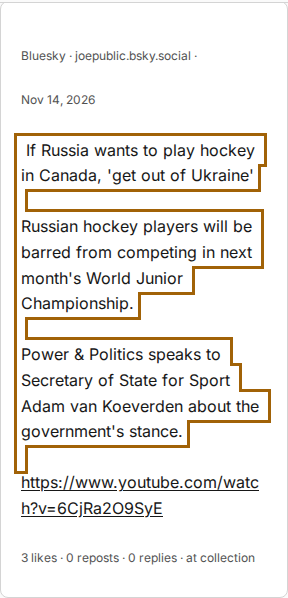 Bluesky · joepublic.bsky.social ·
Nov 14, 2026
If Russia wants to play hockey
in Canada, 'get out of Ukraine'
Russian hockey players will be
barred from competing in next
month's World Junior
Championship.
Power & Politics speaks to
Secretary of State for Sport
Adam van Koeverden about the
government's stance.
https://www.youtube.com/watc
h?v=6CjRa2O9SyE
3 likes · 0 reposts · 0 replies · at collection